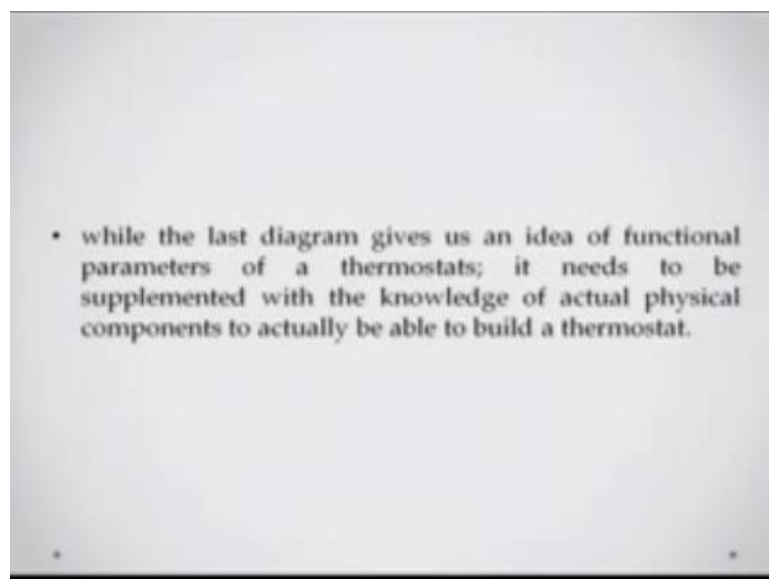 • while the last diagram gives us an idea of functional
parameters of a thermostats; it needs to be
supplemented with the knowledge of actual physical
components to actually be able to build a thermostat.